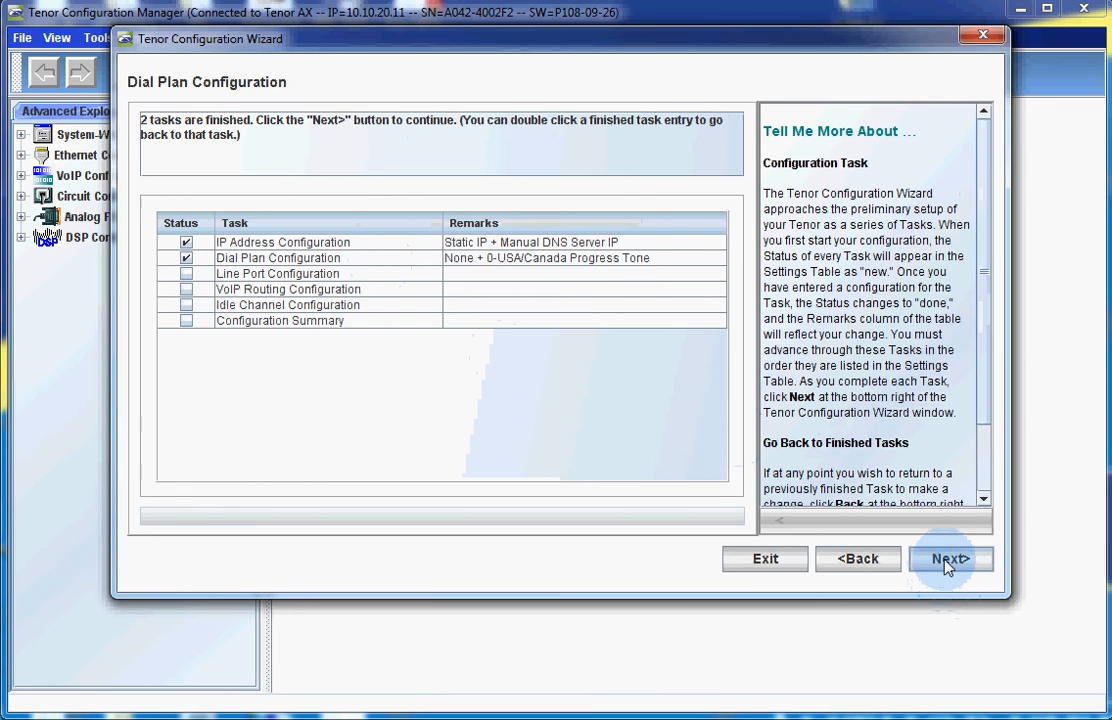 Tenor Configuration Manager (Connected to Tenor AX -- IP=10.10.20.11 -- SN=A042-4002F2 -- SW=P108-09-26)
File View Tools
Advanced Explo
System-W
Ethernet C
VoIP Conf
Circuit Co
Analog F
DSP Con
Tenor Configuration Wizard
Dial Plan Configuration
2 tasks are finished. Click the "Next>" button to continue. (You can double click a finished task entry to go
back to that task.)
Status Task Remarks
IP Address Configuration Static IP + Manual DNS Server IP
Dial Plan Configuration None + 0-USA/Canada Progress Tone
Line Port Configuration
VoIP Routing Configuration
Idle Channel Configuration
Configuration Summary
Tell Me More About ...
Configuration Task
The Tenor Configuration Wizard
approaches the preliminary setup of
your Tenor as a series of Tasks. When
you first start your configuration, the
Status of every Task will appear in the
Settings Table as "new." Once you
have entered a configuration for the
Task, the Status changes to "done,"
and the Remarks column of the table
will reflect your change. You must
advance through these Tasks in the
order they are listed in the Settings
Table. As you complete each Task,
click Next at the bottom right of the
Tenor Configuration Wizard window.
Go Back to Finished Tasks
If at any point you wish to return to a
previously finished Task to make a
change, click Back at the bottom right
Exit <Back Next>